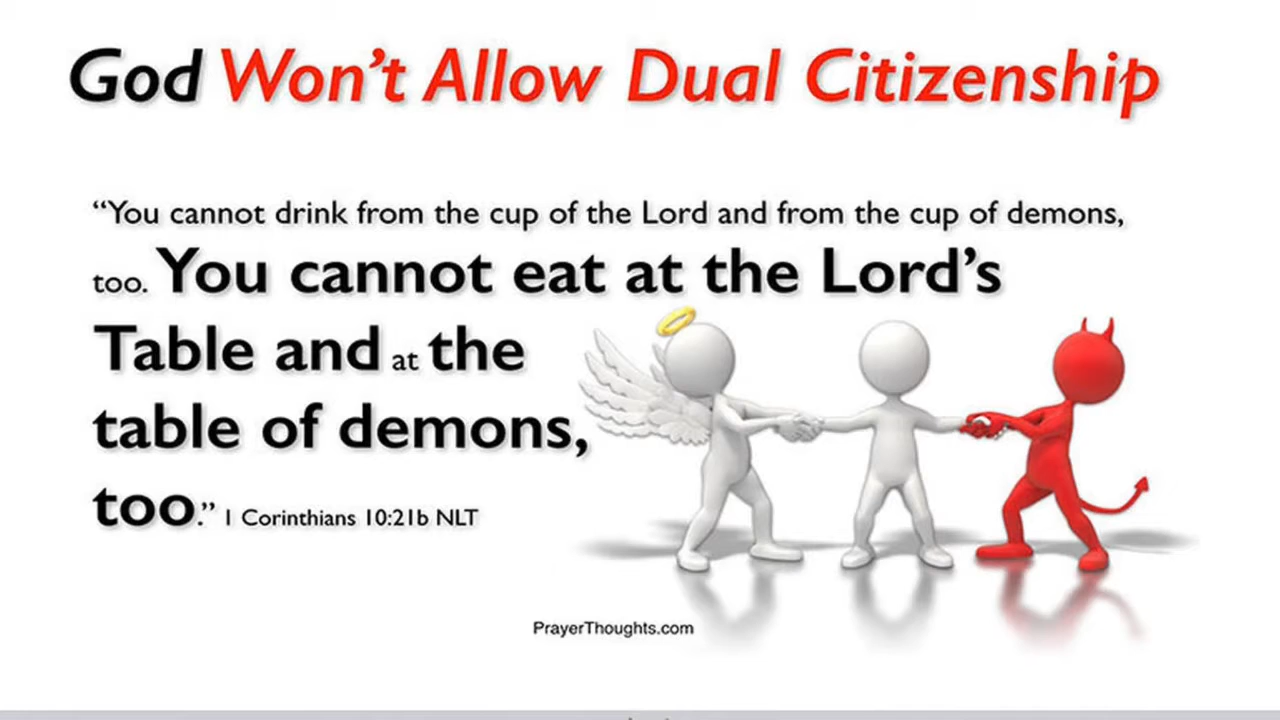 God Won't Allow Dual Citizenship
“You cannot drink from the cup of the Lord and from the cup of demons,
too. You cannot eat at the Lord’s
Table and at the
table of demons,
too.” 1 Corinthians 10:21b NLT
PrayerThoughts.com